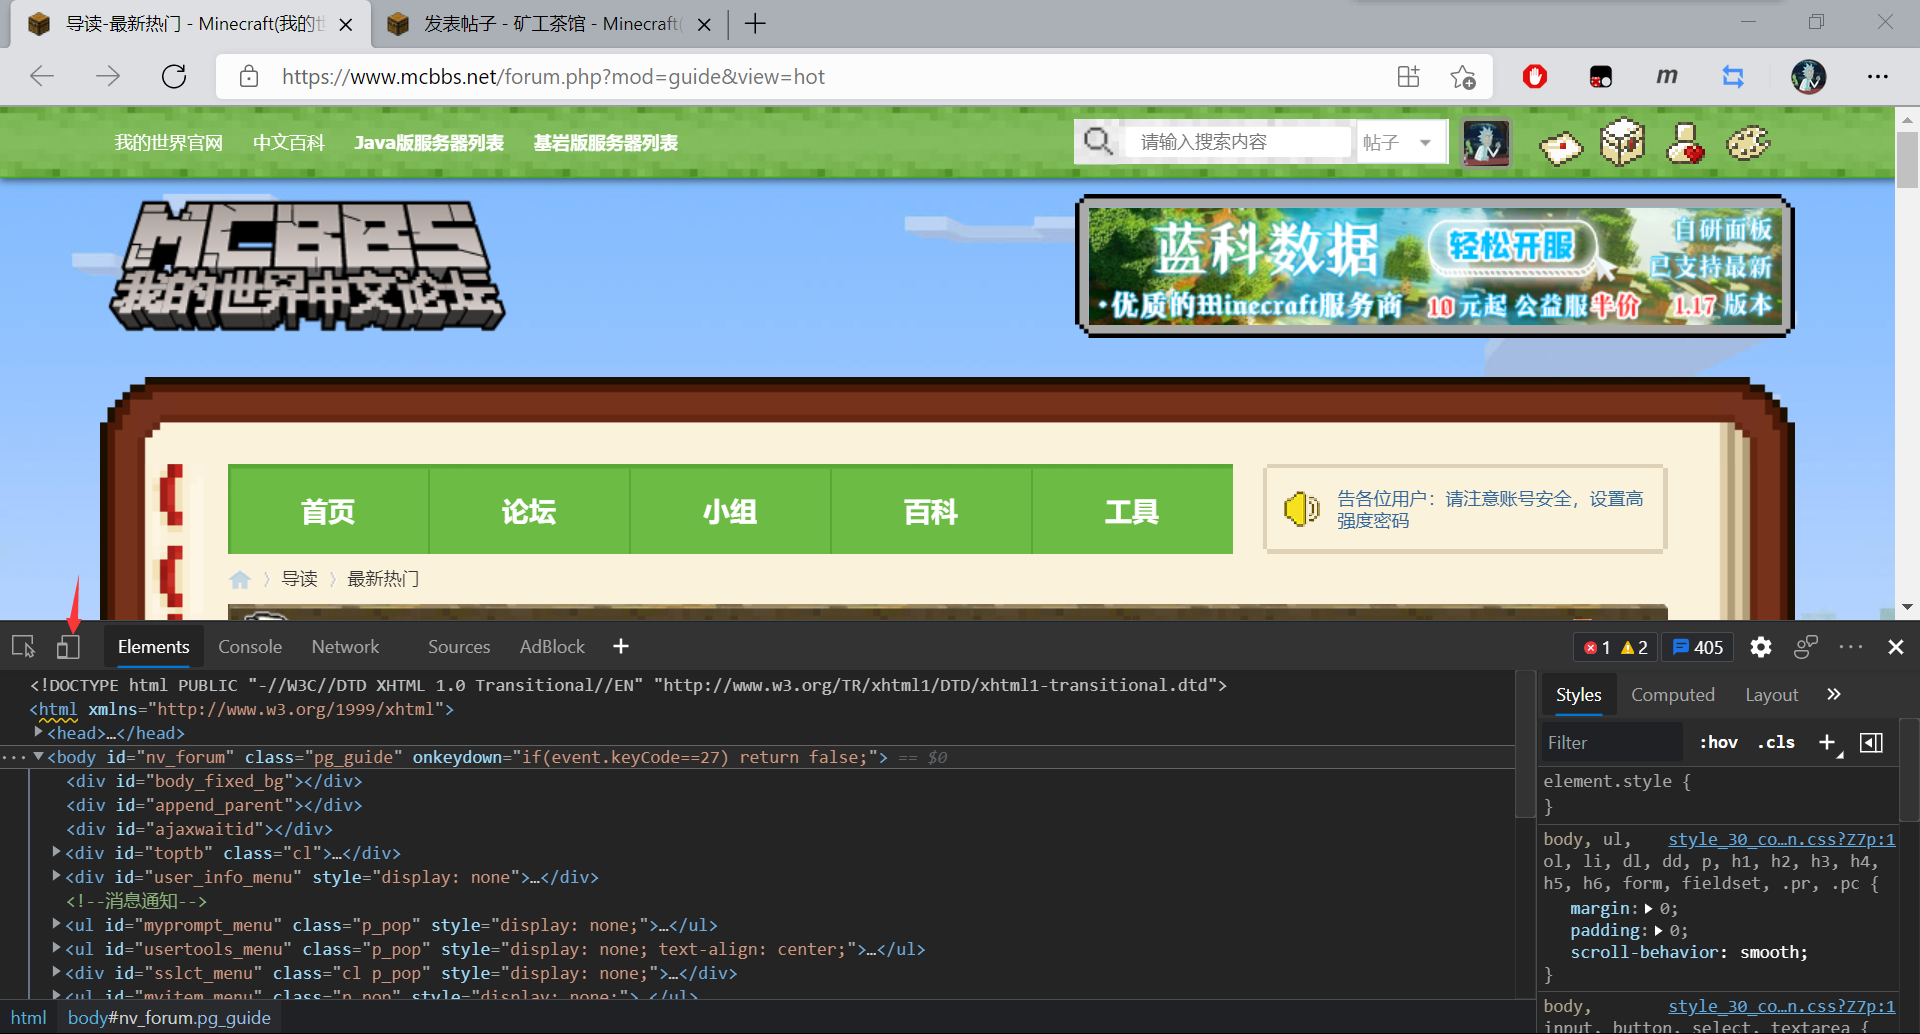 导读-最新热门 - Minecraft(我的世
发表帖子 - 矿工茶馆 - Minecraft(
https://www.mcbbs.net/forum.php?mod=guide&view=hot
我的世界官网 中文百科 Java版服务器列表 基岩版服务器列表
请输入搜索内容 帖子
MCBBS
我的世界中文论坛
蓝科数据 轻松开服 自研面板
已支持最新
·优质的Minecraft服务商 10元起 公益服半价 1.17版本
首页 论坛 小组 百科 工具
告各位用户：请注意账号安全，设置高
强度密码
导读 最新热门
Elements Console Network Sources AdBlock 1 2 405
<!DOCTYPE html PUBLIC "-//W3C//DTD XHTML 1.0 Transitional//EN" "http://www.w3.org/TR/xhtml1/DTD/xhtml1-transitional.dtd">
<html xmlns="http://www.w3.org/1999/xhtml">
<head>…</head>
<body id="nv_forum" class="pg_guide" onkeydown="if(event.keyCode==27) return false;"> == $0
<div id="body_fixed_bg"></div>
<div id="append_parent"></div>
<div id="ajaxwaitid"></div>
<div id="toptb" class="cl">…</div>
<div id="user_info_menu" style="display: none">…</div>
<!--消息通知-->
<ul id="myprompt_menu" class="p_pop" style="display: none;">…</ul>
<ul id="usertools_menu" class="p_pop" style="display: none; text-align: center;">…</ul>
<div id="sslct_menu" class="cl p_pop" style="display: none;">…</div>
<ul id="myitem_menu" class="p_pop" style="display: none;">…</ul>
html body#nv_forum.pg_guide
Styles Computed Layout
Filter :hov .cls
element.style {
}
body, ul, style_30_co…n.css?Z7p:1
ol, li, dl, dd, p, h1, h2, h3, h4,
h5, h6, form, fieldset, .pr, .pc {
margin: 0;
padding: 0;
scroll-behavior: smooth;
}
body, style_30_co…n.css?Z7p:1
input, button, select, textarea {